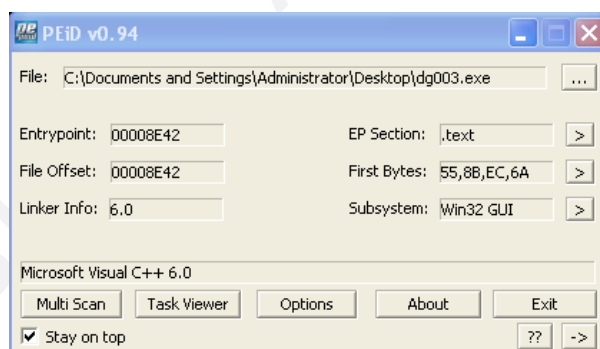 PEiD v0.94
File: C:\Documents and Settings\Administrator\Desktop\dg003.exe ...
Entrypoint: 00008E42 EP Section: .text >
File Offset: 00008E42 First Bytes: 55,8B,EC,6A >
Linker Info: 6.0 Subsystem: Win32 GUI >
Microsoft Visual C++ 6.0
Multi Scan Task Viewer Options About Exit
Stay on top ?? ->